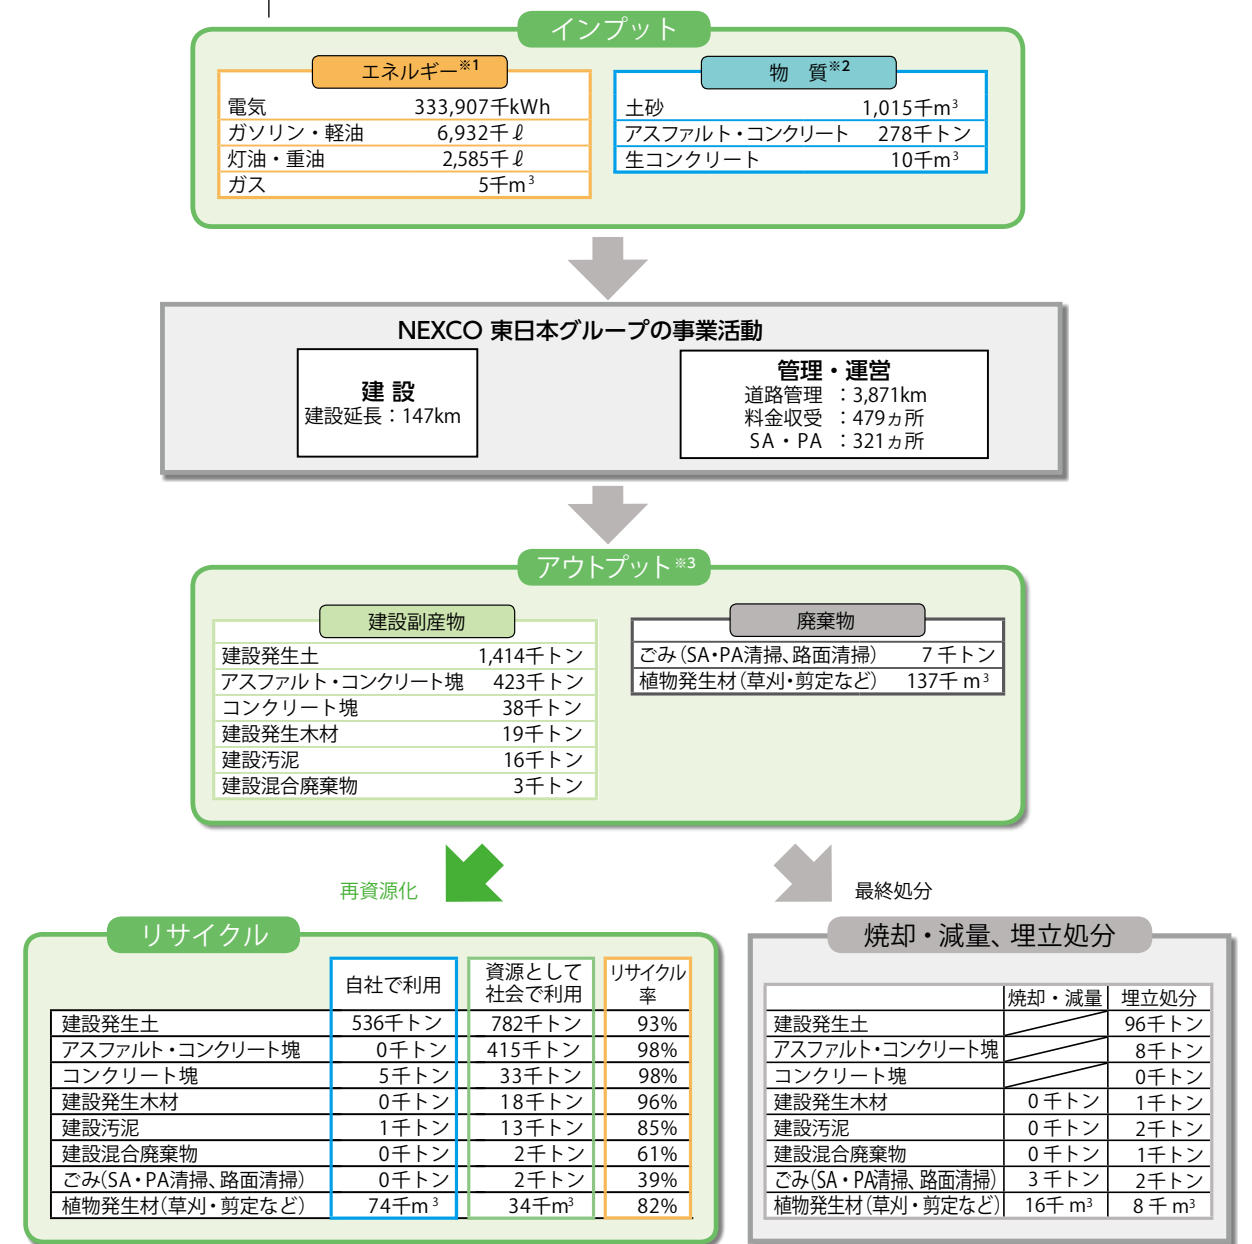 インプット
エネルギー※1
電気 333,907千kWh
ガソリン・軽油 6,932千ℓ
灯油・重油 2,585千ℓ
ガス 5千m³
物 質※2
土砂 1,015千m³
アスファルト・コンクリート 278千トン
生コンクリート 10千m³
NEXCO 東日本グループの事業活動
建 設
建設延長：147km
管理・運営
道路管理 ：3,871km
料金収受 ：479ヵ所
SA・PA ：321ヵ所
アウトプット※3
建設副産物
建設発生土 1,414千トン
アスファルト・コンクリート塊 423千トン
コンクリート塊 38千トン
建設発生木材 19千トン
建設汚泥 16千トン
建設混合廃棄物 3千トン
廃棄物
ごみ（SA・PA清掃、路面清掃） 7千トン
植物発生材（草刈・剪定など） 137千m³
再資源化
最終処分
リサイクル
自社で利用 資源として社会で利用 リサイクル率
建設発生土 536千トン 782千トン 93%
アスファルト・コンクリート塊 0千トン 415千トン 98%
コンクリート塊 5千トン 33千トン 98%
建設発生木材 0千トン 18千トン 96%
建設汚泥 1千トン 13千トン 85%
建設混合廃棄物 0千トン 2千トン 61%
ごみ（SA・PA清掃、路面清掃） 0千トン 2千トン 39%
植物発生材（草刈・剪定など） 74千m³ 34千m³ 82%
焼却・減量、埋立処分
焼却・減量 埋立処分
建設発生土 96千トン
アスファルト・コンクリート塊 8千トン
コンクリート塊 0千トン
建設発生木材 0千トン 1千トン
建設汚泥 0千トン 2千トン
建設混合廃棄物 0千トン 1千トン
ごみ（SA・PA清掃、路面清掃） 3千トン 2千トン
植物発生材（草刈・剪定など） 16千m³ 8千m³